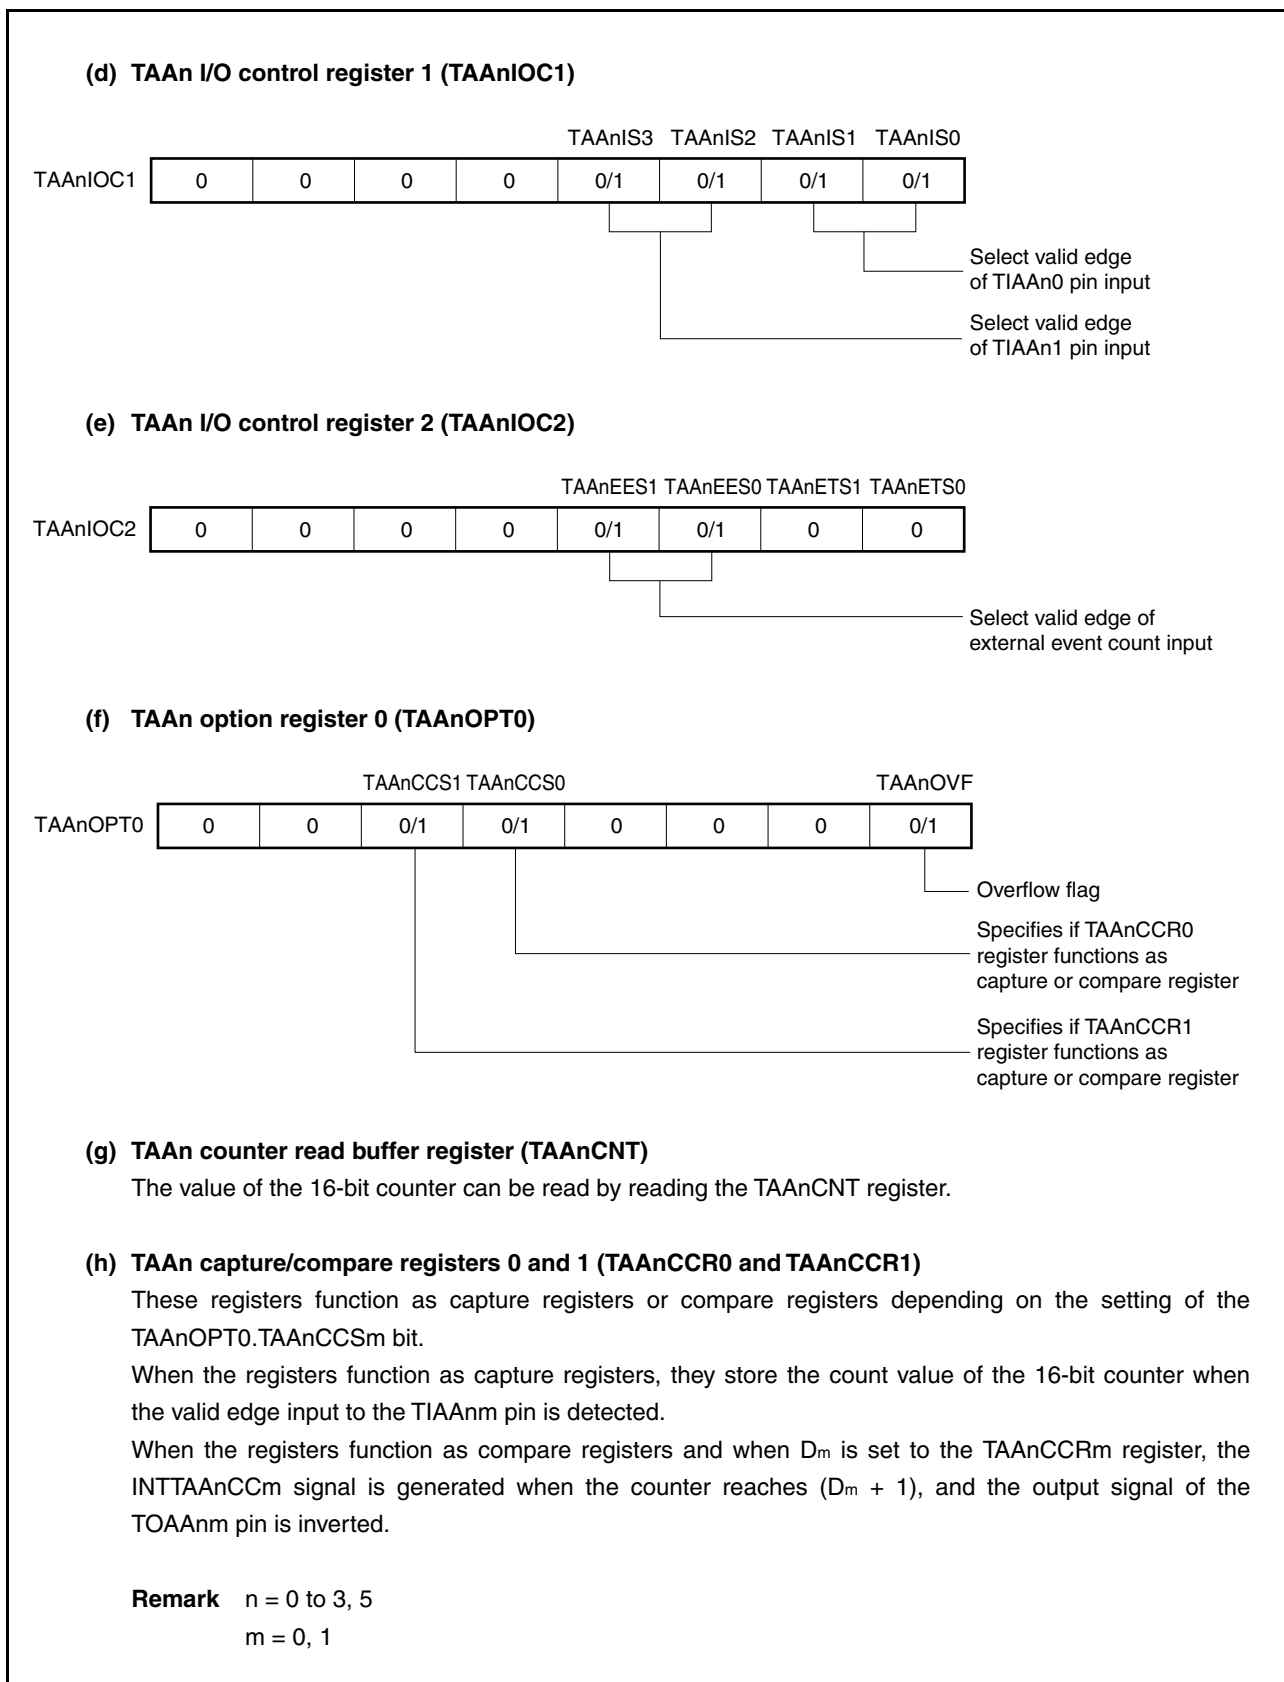 (d) TAAn I/O control register 1 (TAAnIOC1)
TAAnIS3 TAAnIS2 TAAnIS1 TAAnIS0
TAAnIOC1 0 0 0 0 0/1 0/1 0/1 0/1
Select valid edge
of TIAAn0 pin input
Select valid edge
of TIAAn1 pin input
(e) TAAn I/O control register 2 (TAAnIOC2)
TAAnEES1 TAAnEES0 TAAnETS1 TAAnETS0
TAAnIOC2 0 0 0 0 0/1 0/1 0 0
Select valid edge of
external event count input
(f) TAAn option register 0 (TAAnOPT0)
TAAnCCS1 TAAnCCS0 TAAnOVF
TAAnOPT0 0 0 0/1 0/1 0 0 0 0/1
Overflow flag
Specifies if TAAnCCR0
register functions as
capture or compare register
Specifies if TAAnCCR1
register functions as
capture or compare register
(g) TAAn counter read buffer register (TAAnCNT)
The value of the 16-bit counter can be read by reading the TAAnCNT register.
(h) TAAn capture/compare registers 0 and 1 (TAAnCCR0 and TAAnCCR1)
These registers function as capture registers or compare registers depending on the setting of the
TAAnOPT0.TAAnCCSm bit.
When the registers function as capture registers, they store the count value of the 16-bit counter when
the valid edge input to the TIAAnm pin is detected.
When the registers function as compare registers and when Dm is set to the TAAnCCRm register, the
INTTAAnCCm signal is generated when the counter reaches (Dm + 1), and the output signal of the
TOAAnm pin is inverted.
Remark n = 0 to 3, 5
m = 0, 1